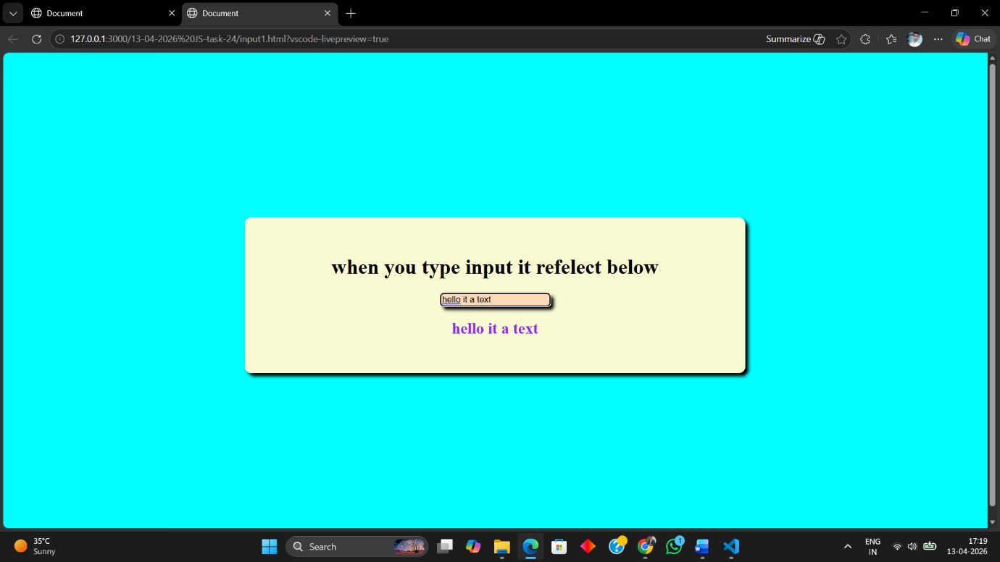 Document
Document
127.0.0.1:3000/13-04-2026%20JS-task-24/input1.html?vscode-livepreview=true
Summarize
Chat
when you type input it refelect below
hello it a text
hello it a text
35°C
Sunny
Search
1
ENG
IN
17:19
13-04-2026